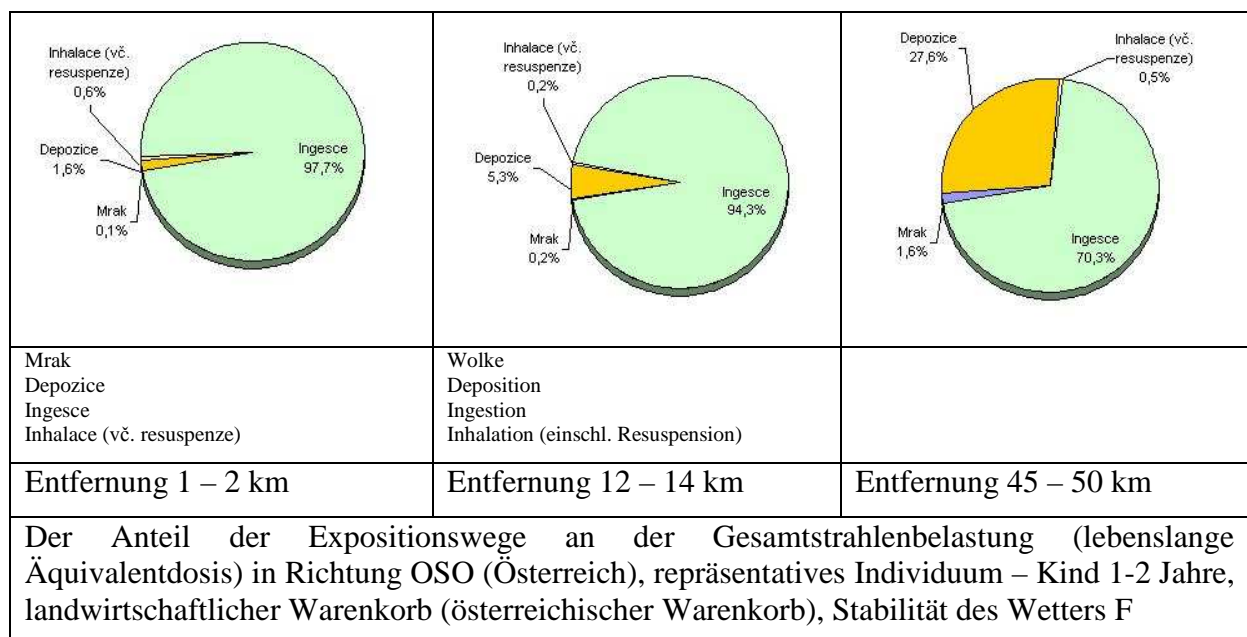 Inhalace (vč.
resuspenze)
0,6%
Depozice
1,6%
Mrak
0,1%
Ingesce
97,7%
Inhalace (vč.
resuspenze)
0,2%
Depozice
5,3%
Mrak
0,2%
Ingesce
94,3%
Depozice
27,6%
Inhalace (vč.
resuspenze)
0,5%
Mrak
1,6%
Ingesce
70,3%
Mrak
Depozice
Ingesce
Inhalace (vč. resuspenze)
Wolke
Deposition
Ingestion
Inhalation (einschl. Resuspension)
Entfernung 1 – 2 km
Entfernung 12 – 14 km
Entfernung 45 – 50 km
Der Anteil der Expositionswege an der Gesamtstrahlenbelastung (lebenslange
Äquivalentdosis) in Richtung OSO (Österreich), repräsentatives Individuum – Kind 1-2 Jahre,
landwirtschaftlicher Warenkorb (österreichischer Warenkorb), Stabilität des Wetters F